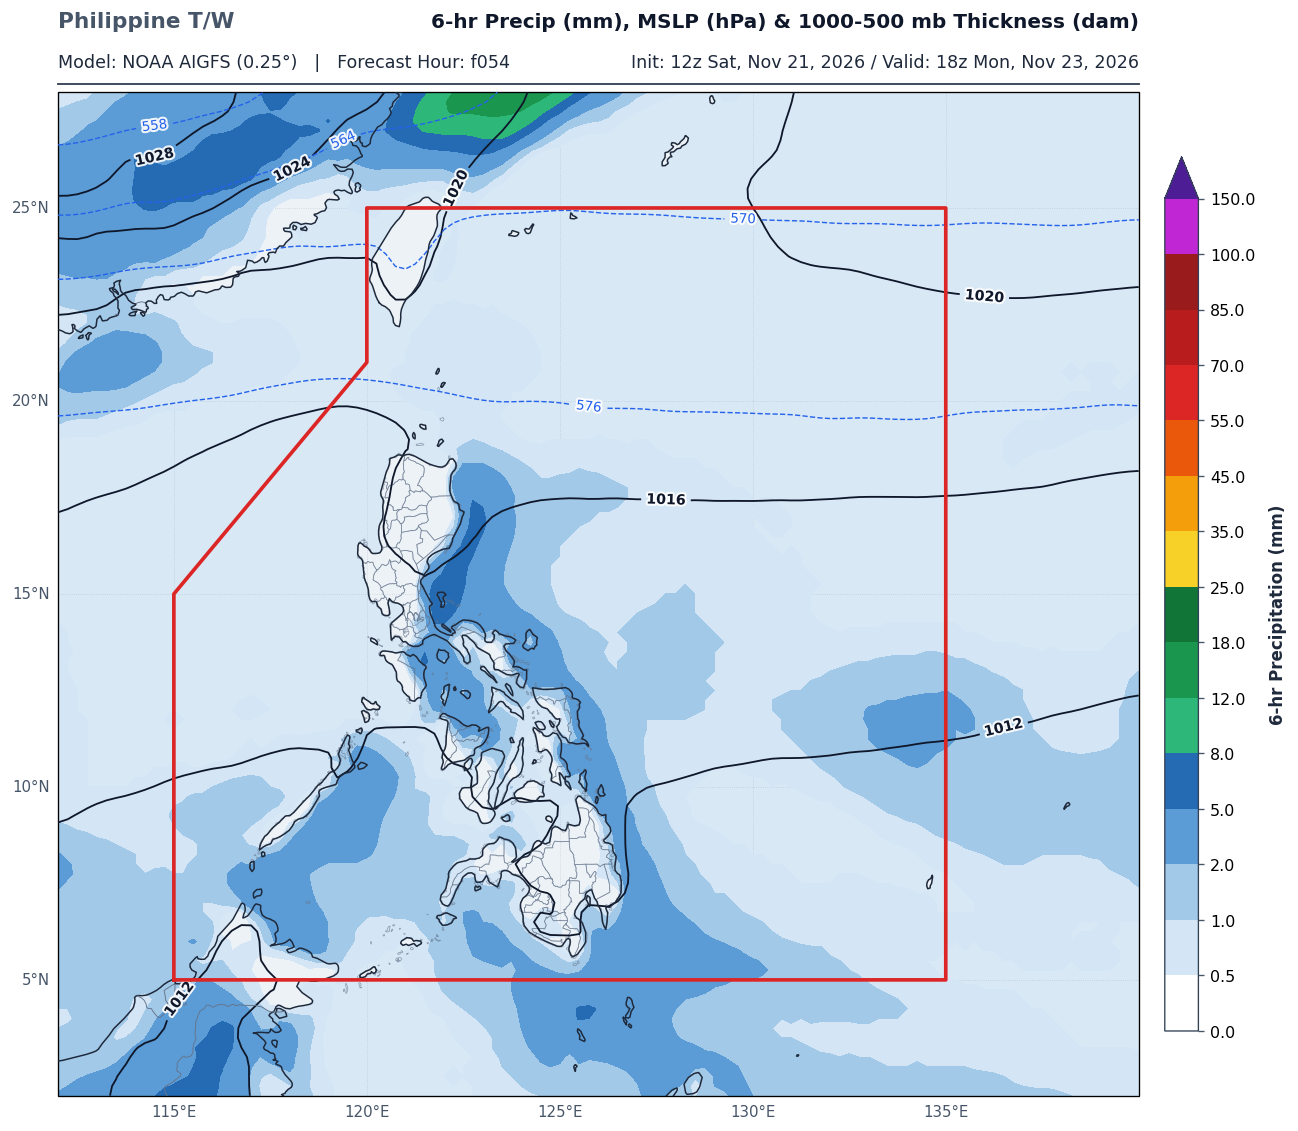 Philippine T/W
6-hr Precip (mm), MSLP (hPa) & 1000-500 mb Thickness (dam)
Model: NOAA AIGFS (0.25°) | Forecast Hour: f054
Init: 12z Sat, Nov 21, 2026 / Valid: 18z Mon, Nov 23, 2026
558
564
1028
1024
1020
570
1020
576
1016
1012
1012
25°N
20°N
15°N
10°N
5°N
115°E
120°E
125°E
130°E
135°E
150.0
100.0
85.0
70.0
55.0
45.0
35.0
25.0
18.0
12.0
8.0
5.0
2.0
1.0
0.5
0.0
6-hr Precipitation (mm)